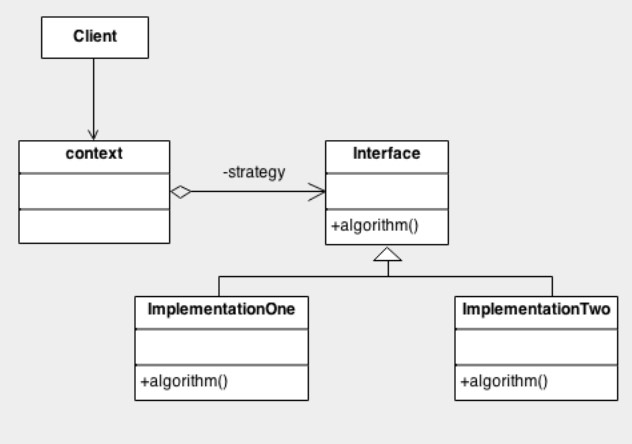 Client
context
-strategy
Interface
+algorithm()
ImplementationOne
+algorithm()
ImplementationTwo
+algorithm()